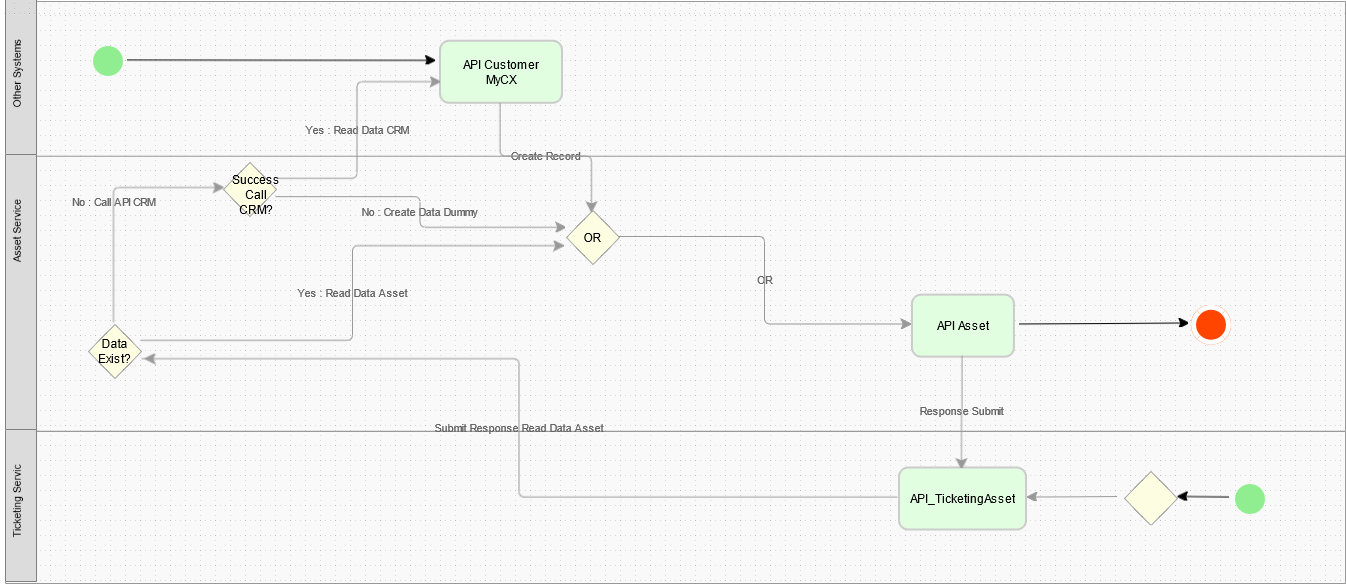 Other Systems
API Customer
MyCX
Yes : Read Data CRM
Create Record
Asset Service
Success
Call
CRM?
No : Call API CRM
No : Create Data Dummy
OR
Yes : Read Data Asset
OR
API Asset
Data
Exist?
Response Submit
Submit Response Read Data Asset
Ticketing Servic
API_TicketingAsset